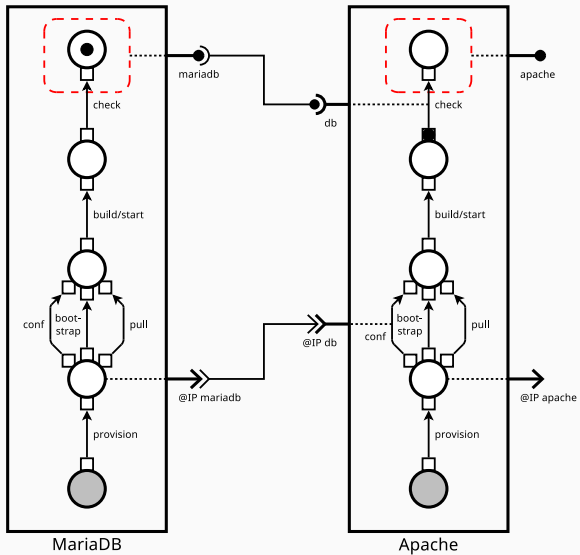 mariadb
apache
check
check
db
build/start
build/start
conf
boot-
strap
pull
boot-
strap
pull
conf
@IP db
@IP mariadb
@IP apache
provision
provision
MariaDB
Apache